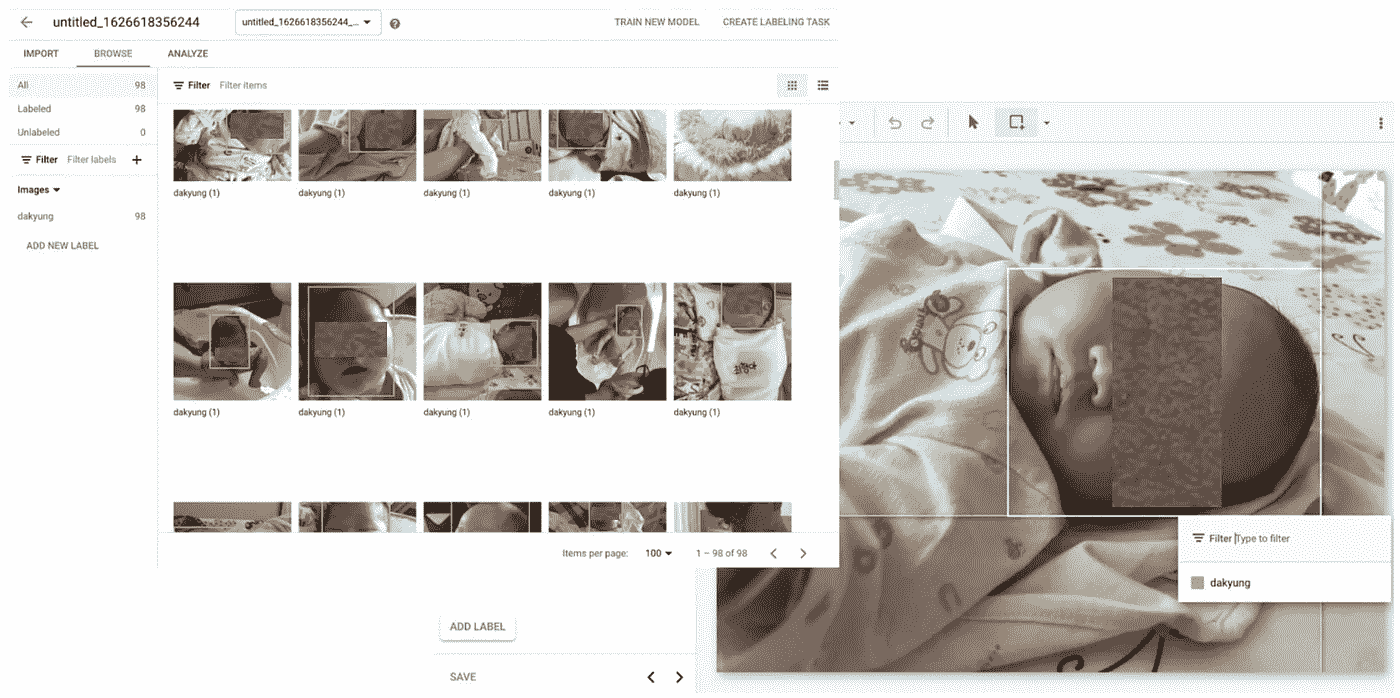 untitled_1626618356244
untitled_1626618356244_...
TRAIN NEW MODEL
CREATE LABELING TASK
IMPORT
BROWSE
ANALYZE
All 98
Labeled 98
Unlabeled 0
Filter Filter labels +
Images
dakyung 98
ADD NEW LABEL
Filter Filter items
dakyung (1)
dakyung (1)
dakyung (1)
dakyung (1)
dakyung (1)
dakyung (1)
dakyung (1)
dakyung (1)
dakyung (1)
dakyung (1)
Items per page: 100 1 – 98 of 98
Filter Type to filter
dakyung
ADD LABEL
SAVE